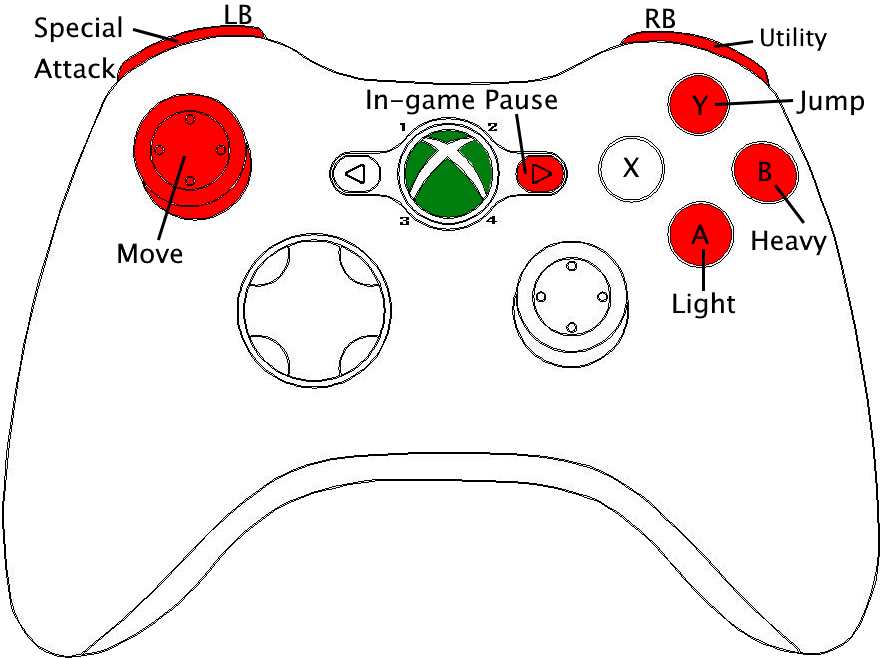 LB
RB
Special
Attack
Utility
In-game Pause
Y
Jump
1
2
X
B
3
4
A
Heavy
Move
Light